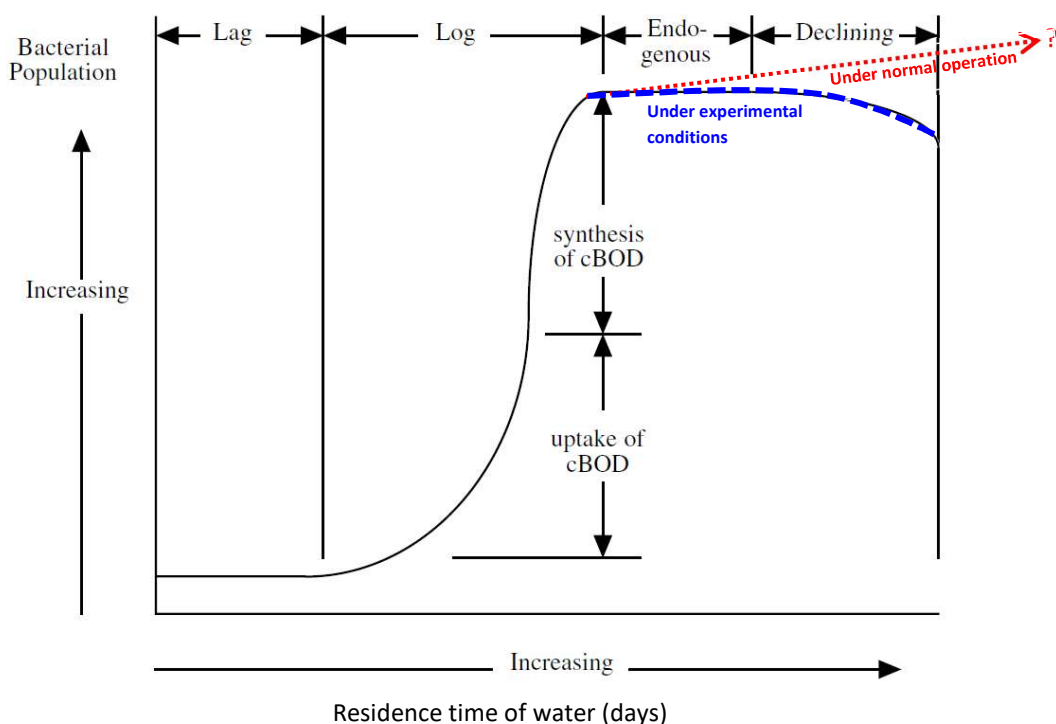 Bacterial
Population
Lag
Log
Endo-
genous
Declining
?
Under normal operation
Under experimental
conditions
synthesis
of cBOD
Increasing
uptake of
cBOD
Increasing
Residence time of water (days)